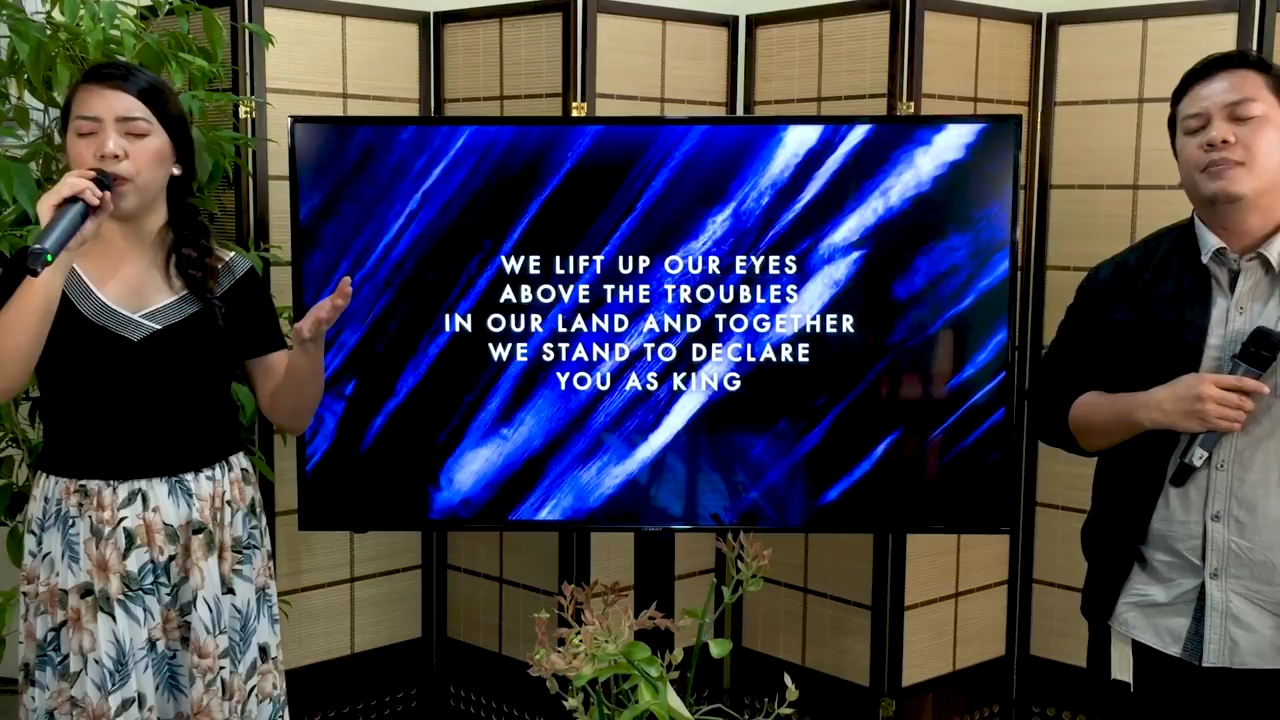 WE LIFT UP OUR EYES
ABOVE THE TROUBLES
IN OUR LAND AND TOGETHER
WE STAND TO DECLARE
YOU AS KING